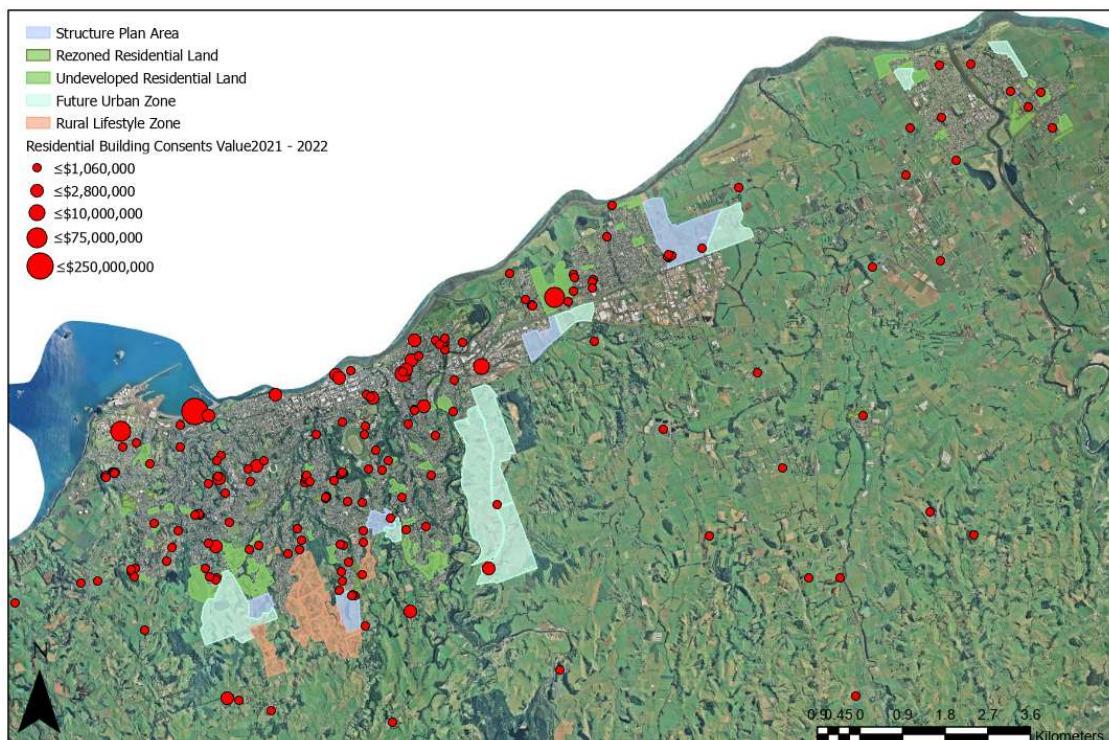 Structure Plan Area
Rezoned Residential Land
Undeveloped Residential Land
Future Urban Zone
Rural Lifestyle Zone
Residential Building Consents Value2021 - 2022
≤$1,060,000
≤$2,800,000
≤$10,000,000
≤$75,000,000
≤$250,000,000
N
0.90.45 0 0.9 1.8 2.7 3.6
Kilometers